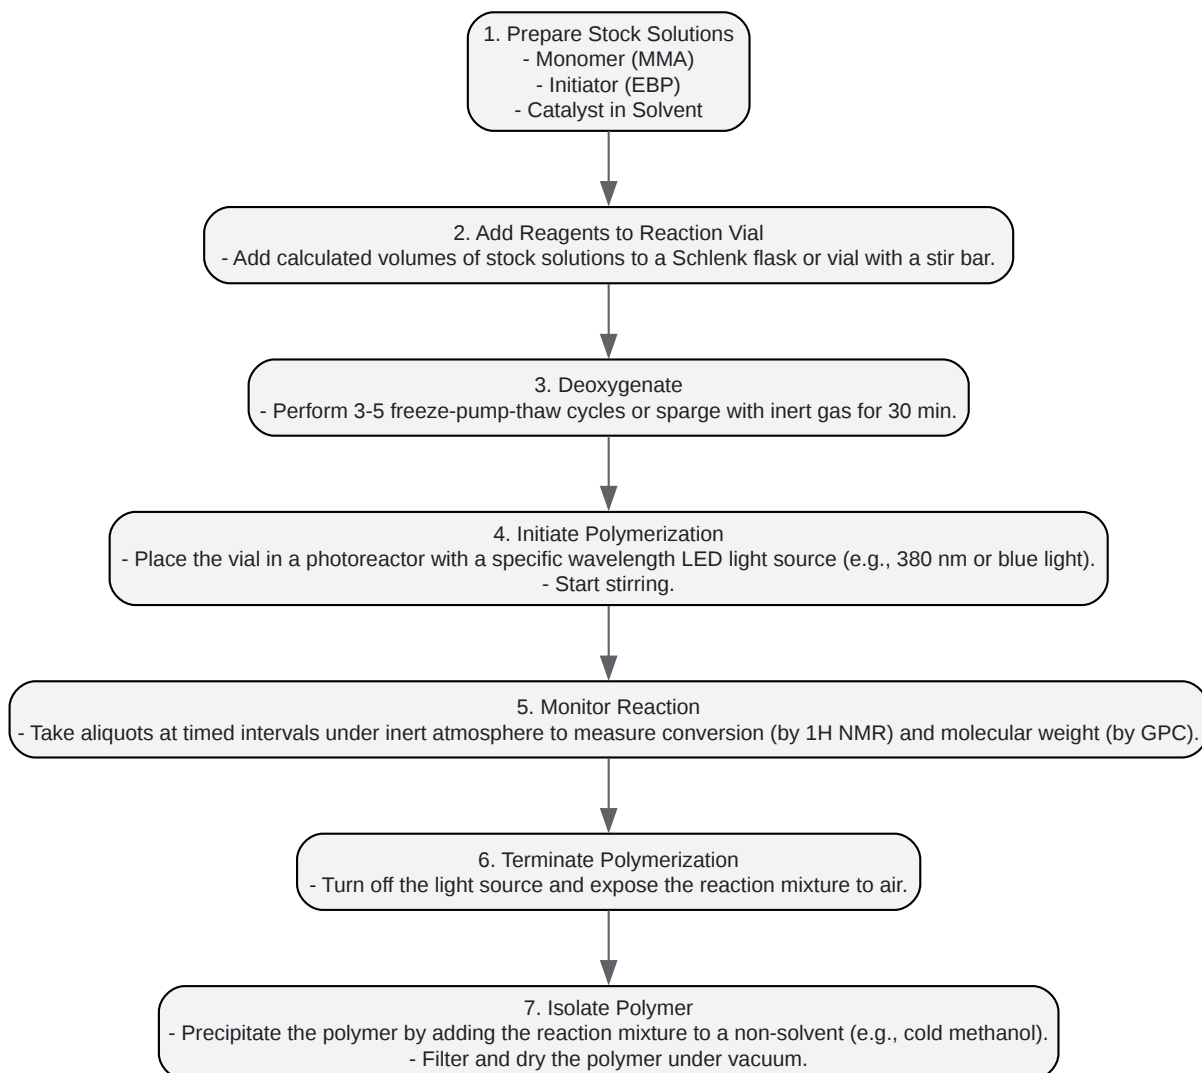 1. Prepare Stock Solutions
- Monomer (MMA)
- Initiator (EBP)
- Catalyst in Solvent
2. Add Reagents to Reaction Vial
- Add calculated volumes of stock solutions to a Schlenk flask or vial with a stir bar.
3. Deoxygenate
- Perform 3-5 freeze-pump-thaw cycles or sparge with inert gas for 30 min.
4. Initiate Polymerization
- Place the vial in a photoreactor with a specific wavelength LED light source (e.g., 380 nm or blue light).
- Start stirring.
5. Monitor Reaction
- Take aliquots at timed intervals under inert atmosphere to measure conversion (by 1H NMR) and molecular weight (by GPC).
6. Terminate Polymerization
- Turn off the light source and expose the reaction mixture to air.
7. Isolate Polymer
- Precipitate the polymer by adding the reaction mixture to a non-solvent (e.g., cold methanol).
- Filter and dry the polymer under vacuum.